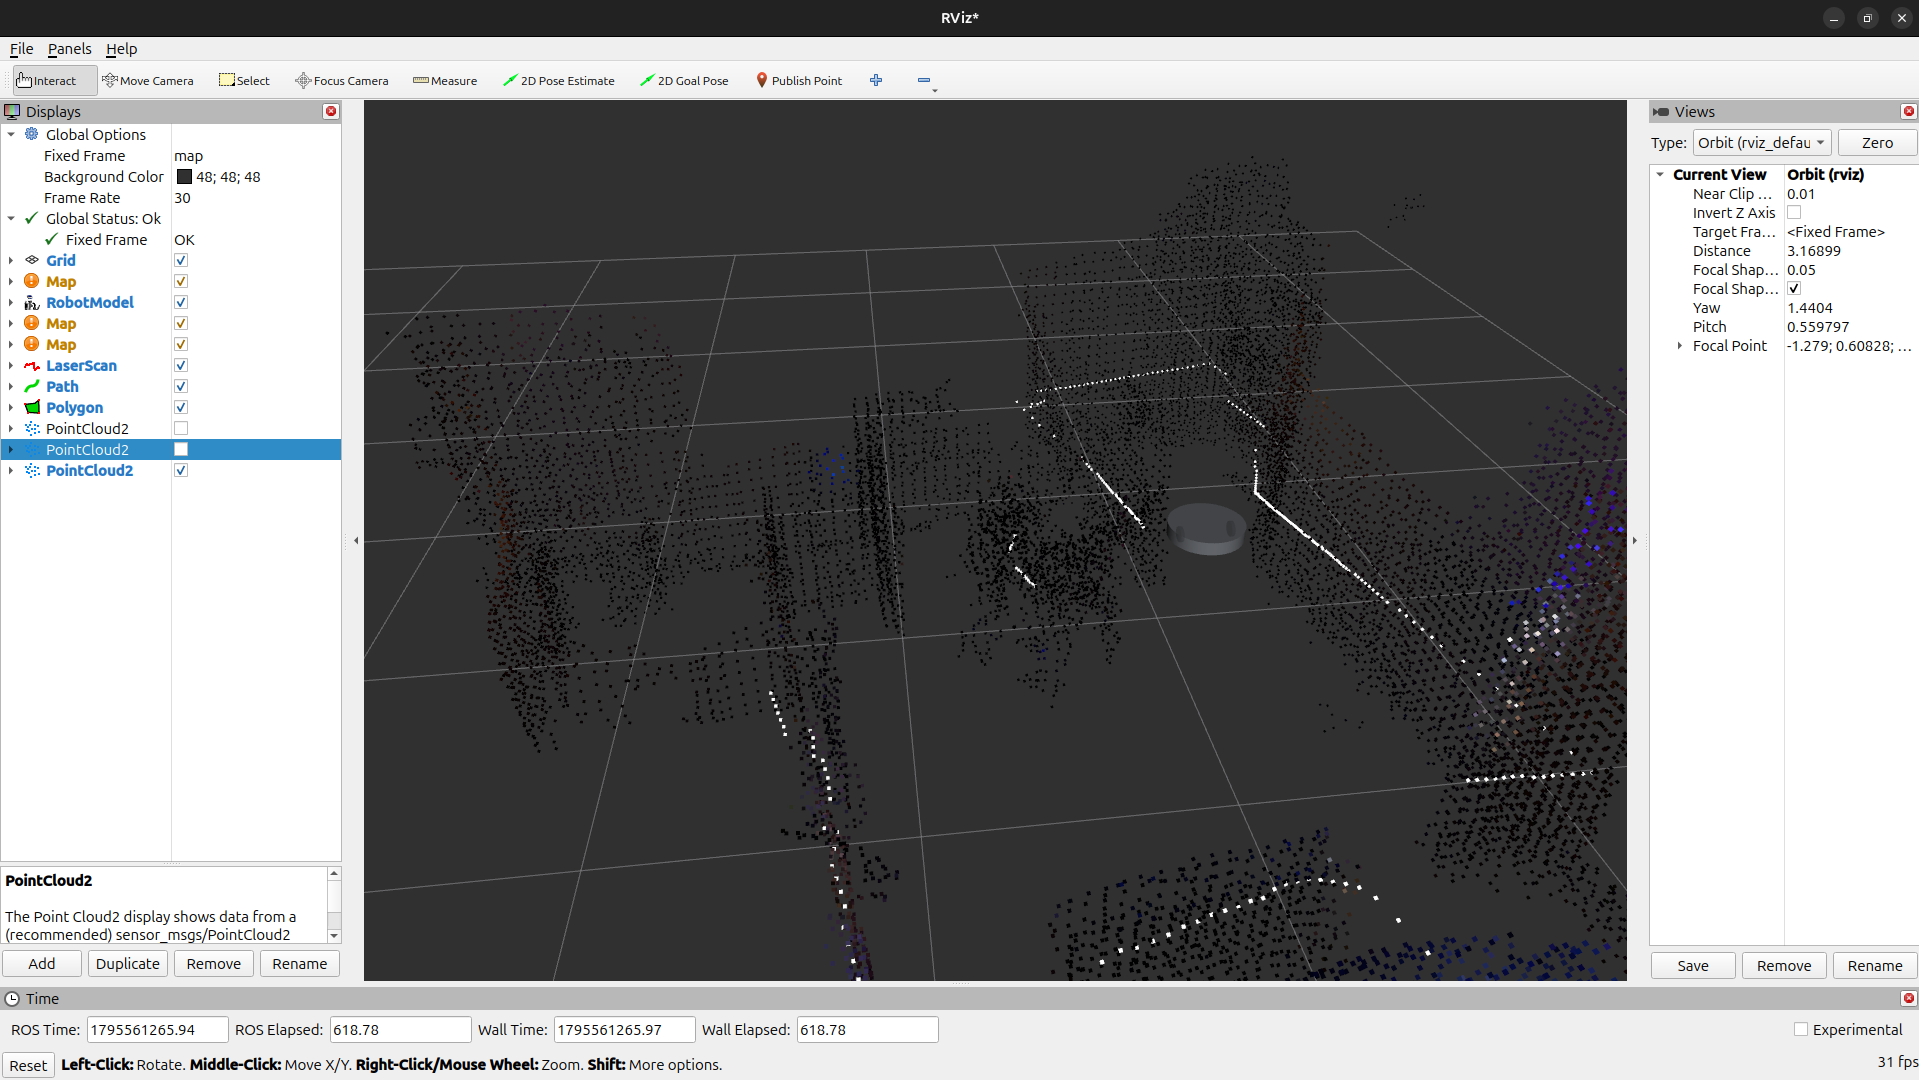 RViz*
File Panels Help
Interact Move Camera Select Focus Camera Measure 2D Pose Estimate 2D Goal Pose Publish Point
Displays
Global Options
Fixed Frame map
Background Color 48; 48; 48
Frame Rate 30
Global Status: Ok
Fixed Frame OK
Grid
Map
RobotModel
Map
Map
LaserScan
Path
Polygon
PointCloud2
PointCloud2
PointCloud2
PointCloud2
The Point Cloud2 display shows data from a
(recommended) sensor_msgs/PointCloud2
Add Duplicate Remove Rename
Views
Type: Orbit (rviz_defau Zero
Current View Orbit (rviz)
Near Clip ... 0.01
Invert Z Axis
Target Fra... <Fixed Frame>
Distance 3.16899
Focal Shap... 0.05
Focal Shap...
Yaw 1.4404
Pitch 0.559797
Focal Point -1.279; 0.60828; ...
Save Remove Rename
Time
ROS Time: 1795561265.94 ROS Elapsed: 618.78 Wall Time: 1795561265.97 Wall Elapsed: 618.78 Experimental
Reset Left-Click: Rotate. Middle-Click: Move X/Y. Right-Click/Mouse Wheel: Zoom. Shift: More options. 31 fps